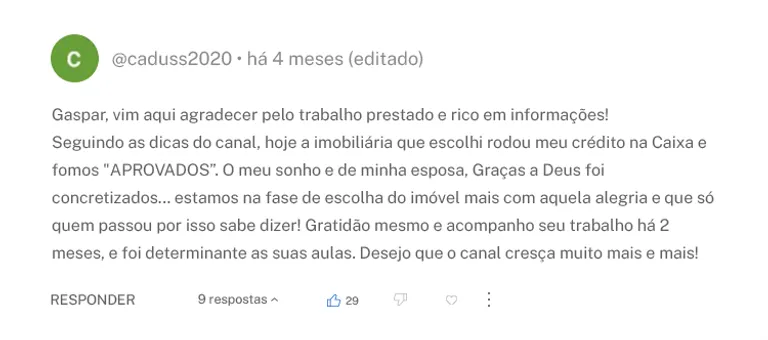 C
@caduss2020 • há 4 meses (editado)
Gaspar, vim aqui agradecer pelo trabalho prestado e rico em informações!
Seguindo as dicas do canal, hoje a imobiliária que escolhi rodou meu crédito na Caixa e
fomos "APROVADOS”. O meu sonho e de minha esposa, Graças a Deus foi
concretizados... estamos na fase de escolha do imóvel mais com aquela alegria e que só
quem passou por isso sabe dizer! Gratidão mesmo e acompanho seu trabalho há 2
meses, e foi determinante as suas aulas. Desejo que o canal cresça muito mais e mais!
RESPONDER 9 respostas 29